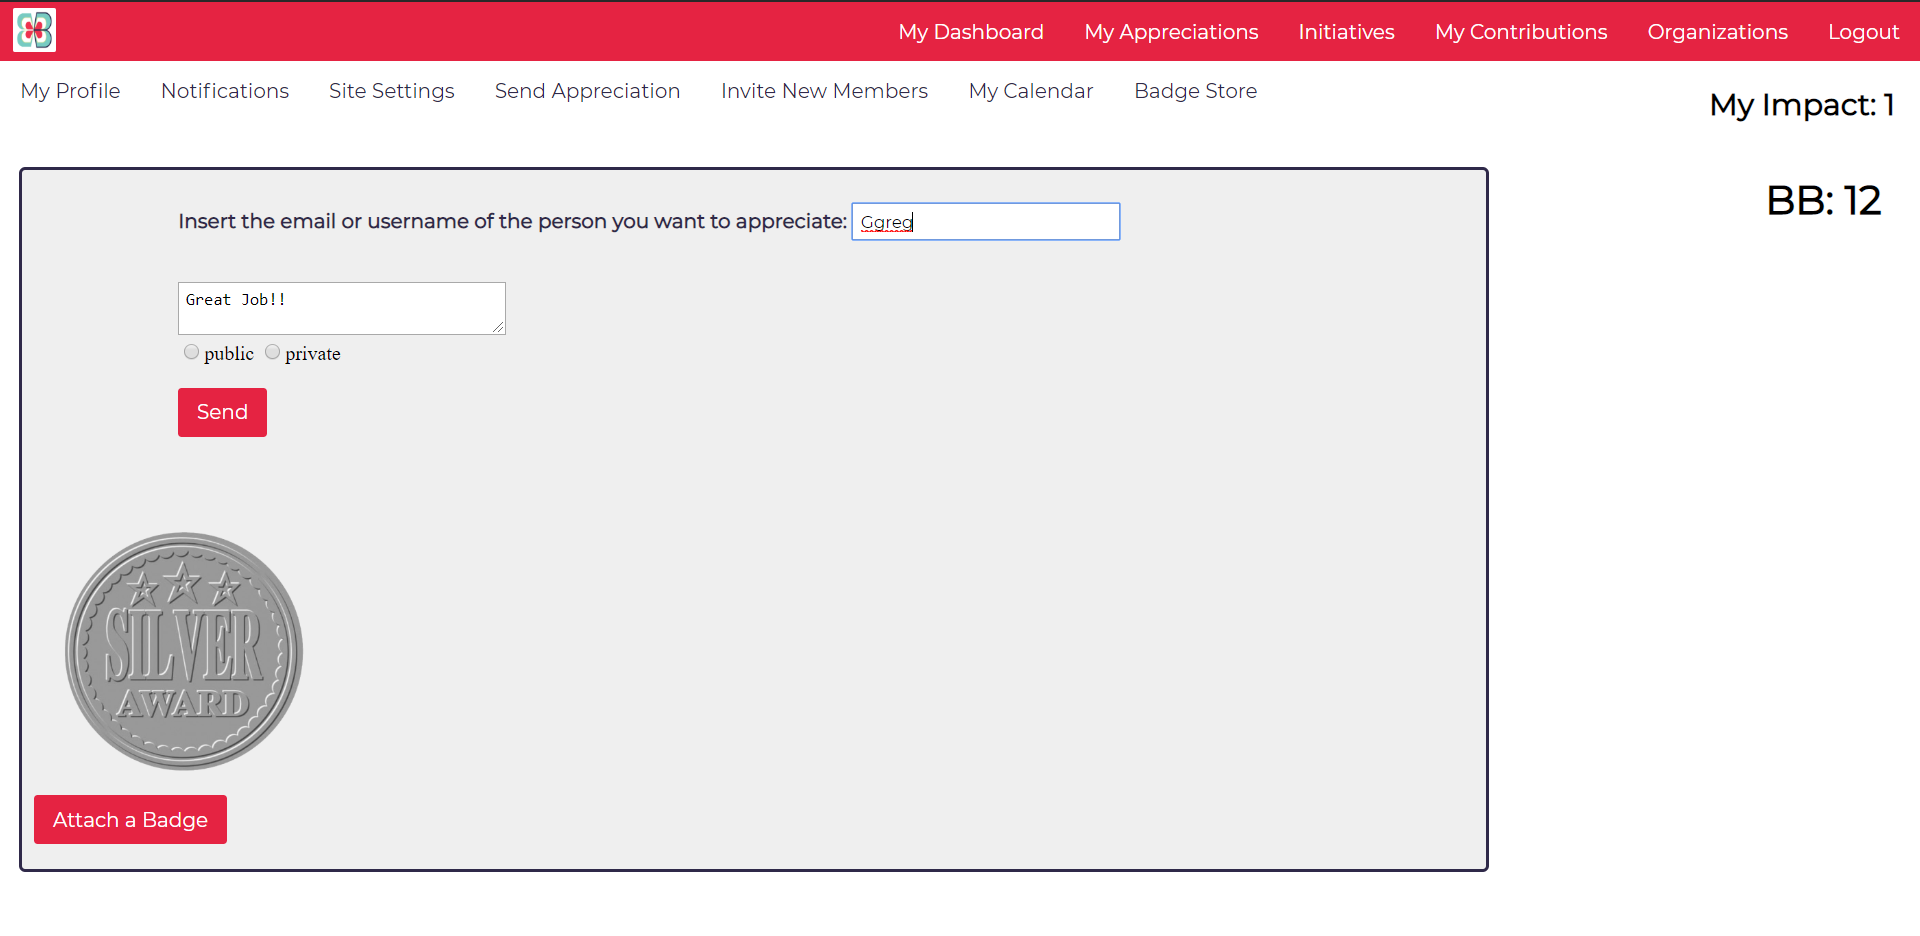 My Dashboard My Appreciations Initiatives My Contributions Organizations Logout
My Profile Notifications Site Settings Send Appreciation Invite New Members My Calendar Badge Store
My Impact: 1
BB: 12
Insert the email or username of the person you want to appreciate: Ggreg
Great Job!!
public private
Send
SILVER
AWARD
Attach a Badge